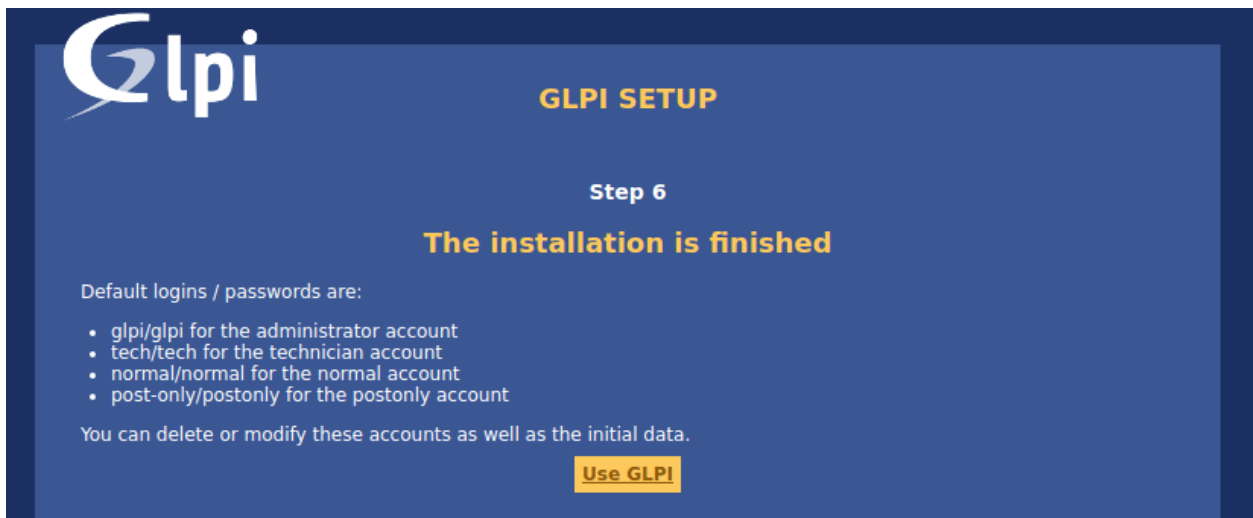 Glpi
GLPI SETUP
Step 6
The installation is finished
Default logins / passwords are:
• glpi/glpi for the administrator account
• tech/tech for the technician account
• normal/normal for the normal account
• post-only/postonly for the postonly account
You can delete or modify these accounts as well as the initial data.
Use GLPI